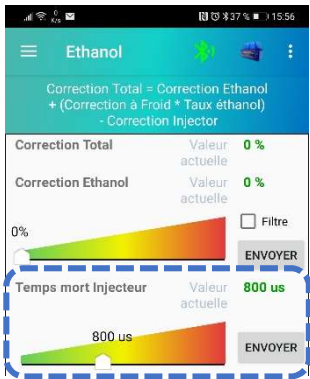 0 K/s 37 % 15:56
Ethanol
Correction Total = Correction Ethanol
+ (Correction à Froid * Taux éthanol)
- Correction Injector
Correction Total Valeur actuelle 0 %
Correction Ethanol Valeur actuelle 0 %
Filtre
0%
ENVOYER
Temps mort Injecteur Valeur actuelle 800 us
800 us
ENVOYER